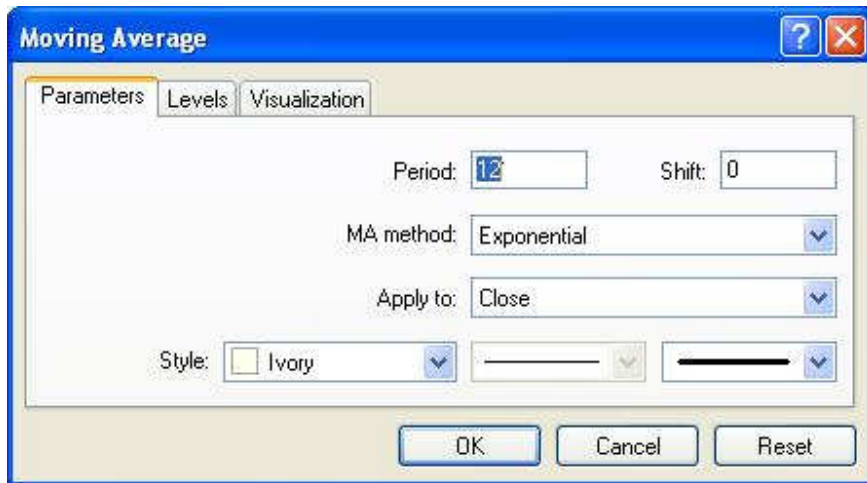 Moving Average
Parameters Levels Visualization
Period: 12 Shift: 0
MA method: Exponential
Apply to: Close
Style: Ivory
OK Cancel Reset